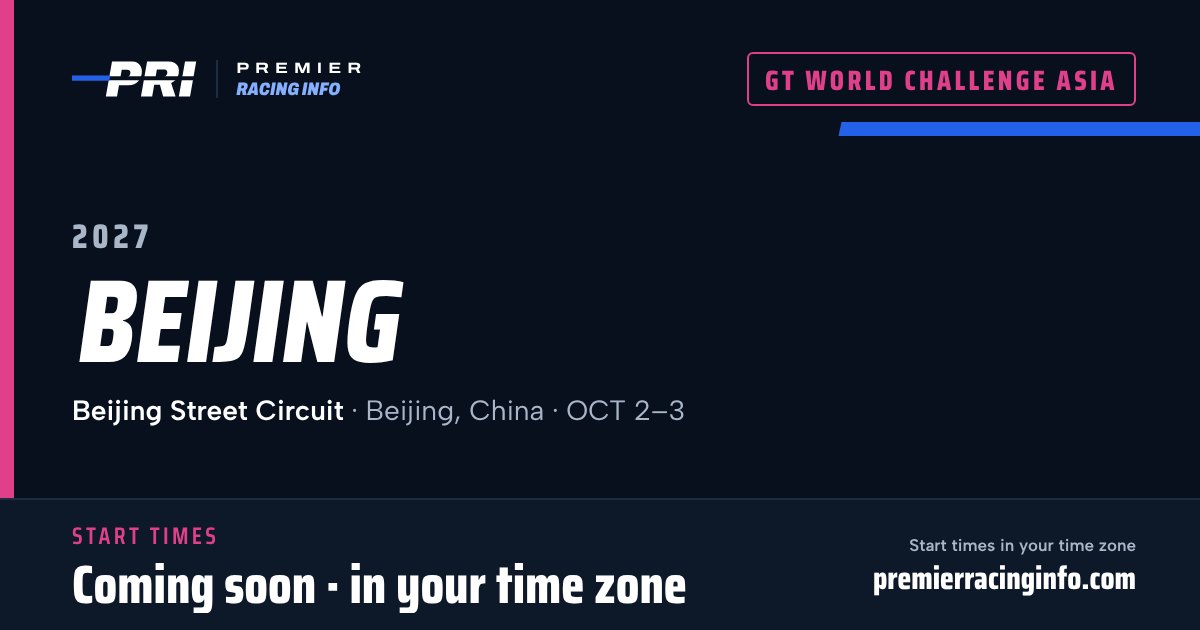 PRI
PREMIER
RACING INFO
GT WORLD CHALLENGE ASIA
2027
BEIJING
Beijing Street Circuit · Beijing, China · OCT 2–3
START TIMES
Coming soon · in your time zone
Start times in your time zone
premierracinginfo.com